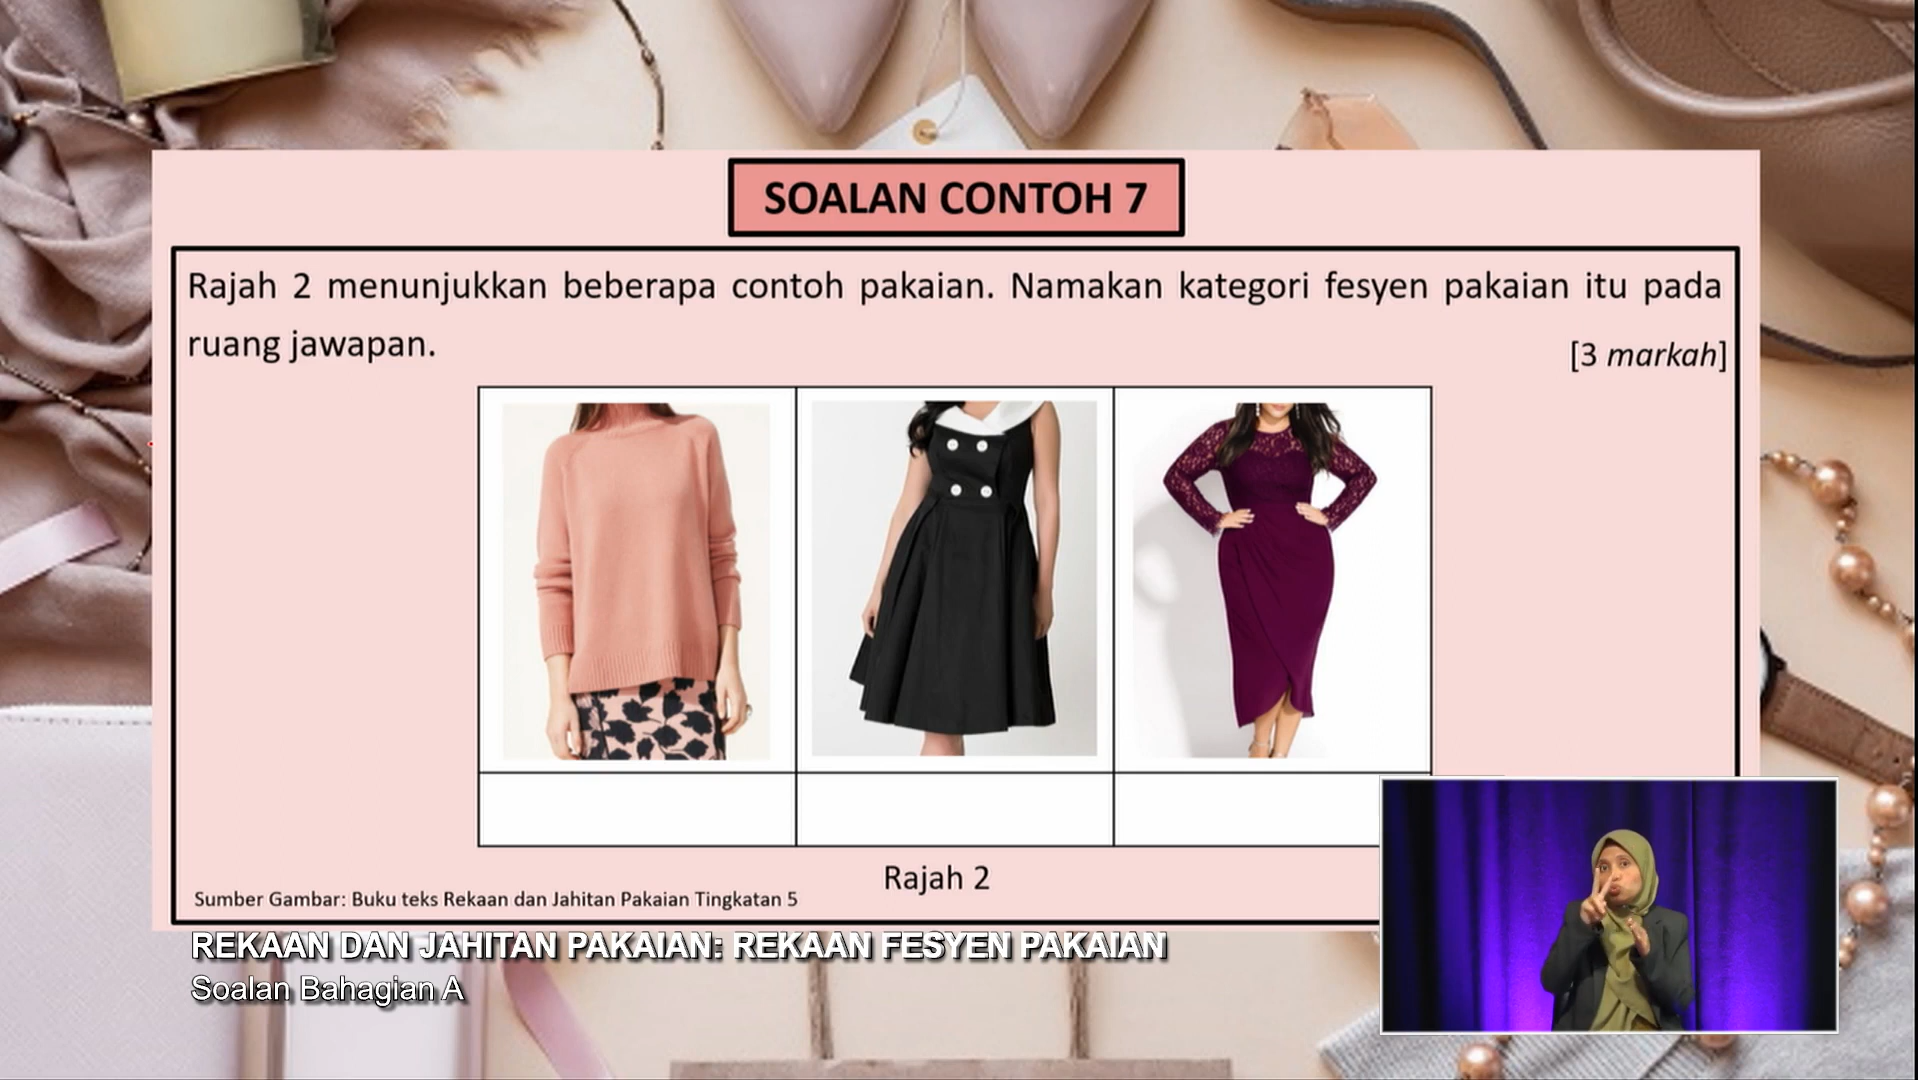 SOALAN CONTOH 7
Rajah 2 menunjukkan beberapa contoh pakaian. Namakan kategori fesyen pakaian itu pada
ruang jawapan.
[3 markah]
Rajah 2
Sumber Gambar: Buku teks Rekaan dan Jahitan Pakaian Tingkatan 5
REKAAN DAN JAHITAN PAKAIAN: REKAAN FESYEN PAKAIAN
Soalan Bahagian A